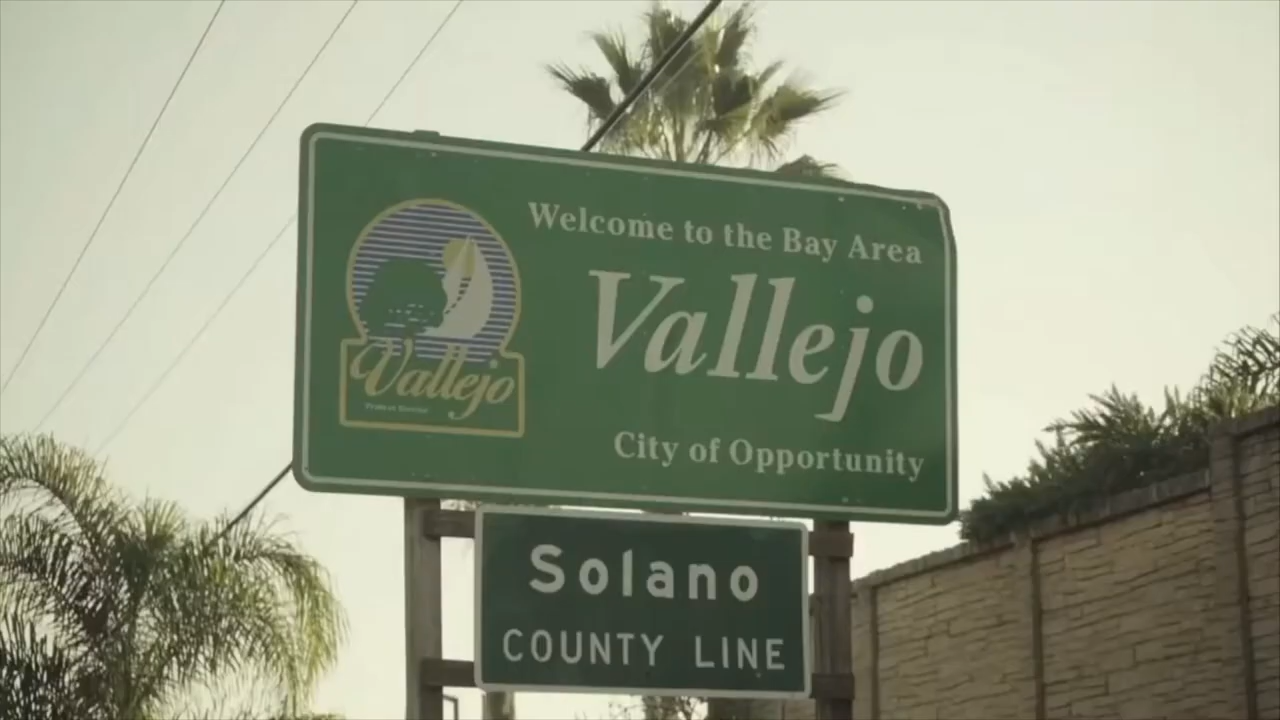 Welcome to the Bay Area
Vallejo
City of Opportunity
Vallejo
Solano
COUNTY LINE